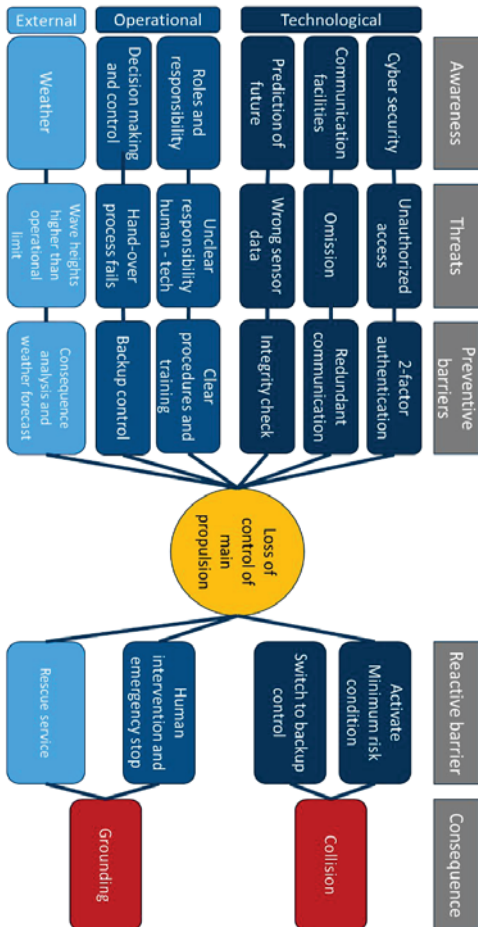 Awareness
Threats
Preventive
barriers
Reactive barrier
Consequence
Technological
Cyber security
Unauthorized
access
2-factor
authentication
Communication
facilities
Omission
Redundant
communication
Prediction of
future
Wrong sensor
data
Integrity check
Operational
Roles and
responsibility
Unclear
responsibility
human - tech
Clear
procedures and
training
Decision making
and control
Hand-over
process fails
Backup control
External
Weather
Wave heights
higher than
operational
limit
Consequence
analysis and
weather forecast
Loss of
control of
main
propulsion
Activate
Minimum risk
condition
Switch to backup
control
Human
intervention and
emergency stop
Rescue service
Collision
Grounding